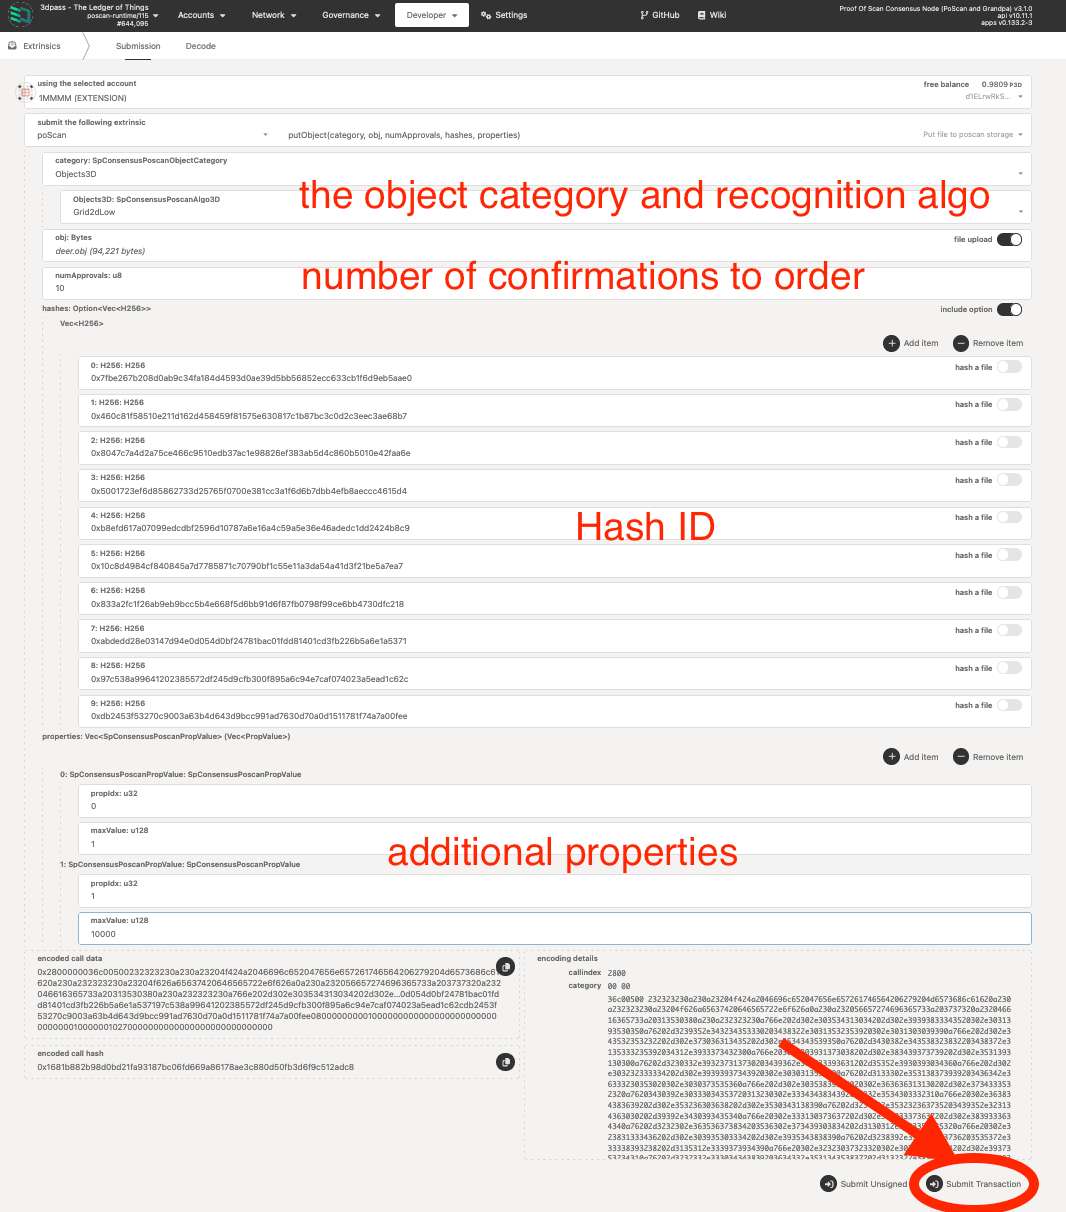 3dpass - The Ledger of Things
poscan-runtime/115
#644,095
Accounts
Network
Governance
Developer
Settings
GitHub
Wiki
Proof Of Scan Consensus Node (PoScan and Grandpa) v3.1.0
api v10.11.1
apps v0.133.2-3
Extrinsics
Submission
Decode
using the selected account
1MMMM (EXTENSION)
free balance 0.9809 P3D
d1ELrwRkS...
submit the following extrinsic
poScan
putObject(category, obj, numApprovals, hashes, properties)
Put file to poscan storage
category: SpConsensusPoscanObjectCategory
Objects3D
the object category and recognition algo
Objects3D: SpConsensusPoscanAlgo3D
Grid2dLow
obj: Bytes
deer.obj (94,221 bytes)
file upload
numApprovals: u8
10
number of confirmations to order
hashes: Option<Vec<H256>>
include option
Vec<H256>
Add item
Remove item
0: H256: H256
0x7fbe267b208d0ab9c34fa184d4593d0ae39d5bb56852ecc633cb1f6d9eb5aae0
hash a file
1: H256: H256
0x460c81f58510e211d162d458459f81575e630817c1b87bc3c0d2c3eec3ae68b7
hash a file
2: H256: H256
0x8047c7a4d2a75ce466c9510edb37ac1e98826ef383ab5d4c860b5010e42faa6e
hash a file
3: H256: H256
0x5001723ef6d85862733d25765f0700e381cc3a1f6d6b7dbb4efb8aeccc4615d4
hash a file
4: H256: H256
0xb8efd617a07099edcdbf2596d10787a6e16a4c59a5e36e46adedc1dd2424b8c9
hash a file
Hash ID
5: H256: H256
0x10c8d4984cf840845a7d7785871c70790bf1c55e11a3da54a41d3f21be5a7ea7
hash a file
6: H256: H256
0x833a2fc1f26ab9eb9bcc5b4e668f5d6bb91d6f87fb0798f99ce6bb4730dfc218
hash a file
7: H256: H256
0xabdedd28e03147d94e0d054d0bf24781bac01fdd81401cd3fb226b5a6e1a5371
hash a file
8: H256: H256
0x97c538a99641202385572df245d9cfb300f895a6c94e7caf074023a5ead1c62c
hash a file
9: H256: H256
0xdb2453f53270c9003a63b4d643d9bcc991ad7630d70a0d1511781f74a7a00fee
hash a file
properties: Vec<SpConsensusPoscanPropValue> (Vec<PropValue>)
Add item
Remove item
0: SpConsensusPoscanPropValue: SpConsensusPoscanPropValue
propIdx: u32
0
maxValue: u128
1
additional properties
1: SpConsensusPoscanPropValue: SpConsensusPoscanPropValue
propIdx: u32
1
maxValue: u128
10000
encoded call data
encoded call hash
0x1681b882b98d0bd21fa93187bc06fd669a86178ae3c880d50fb3d6f9c512adc8
encoding details
callindex 2800
category 00 00
Submit Unsigned
Submit Transaction